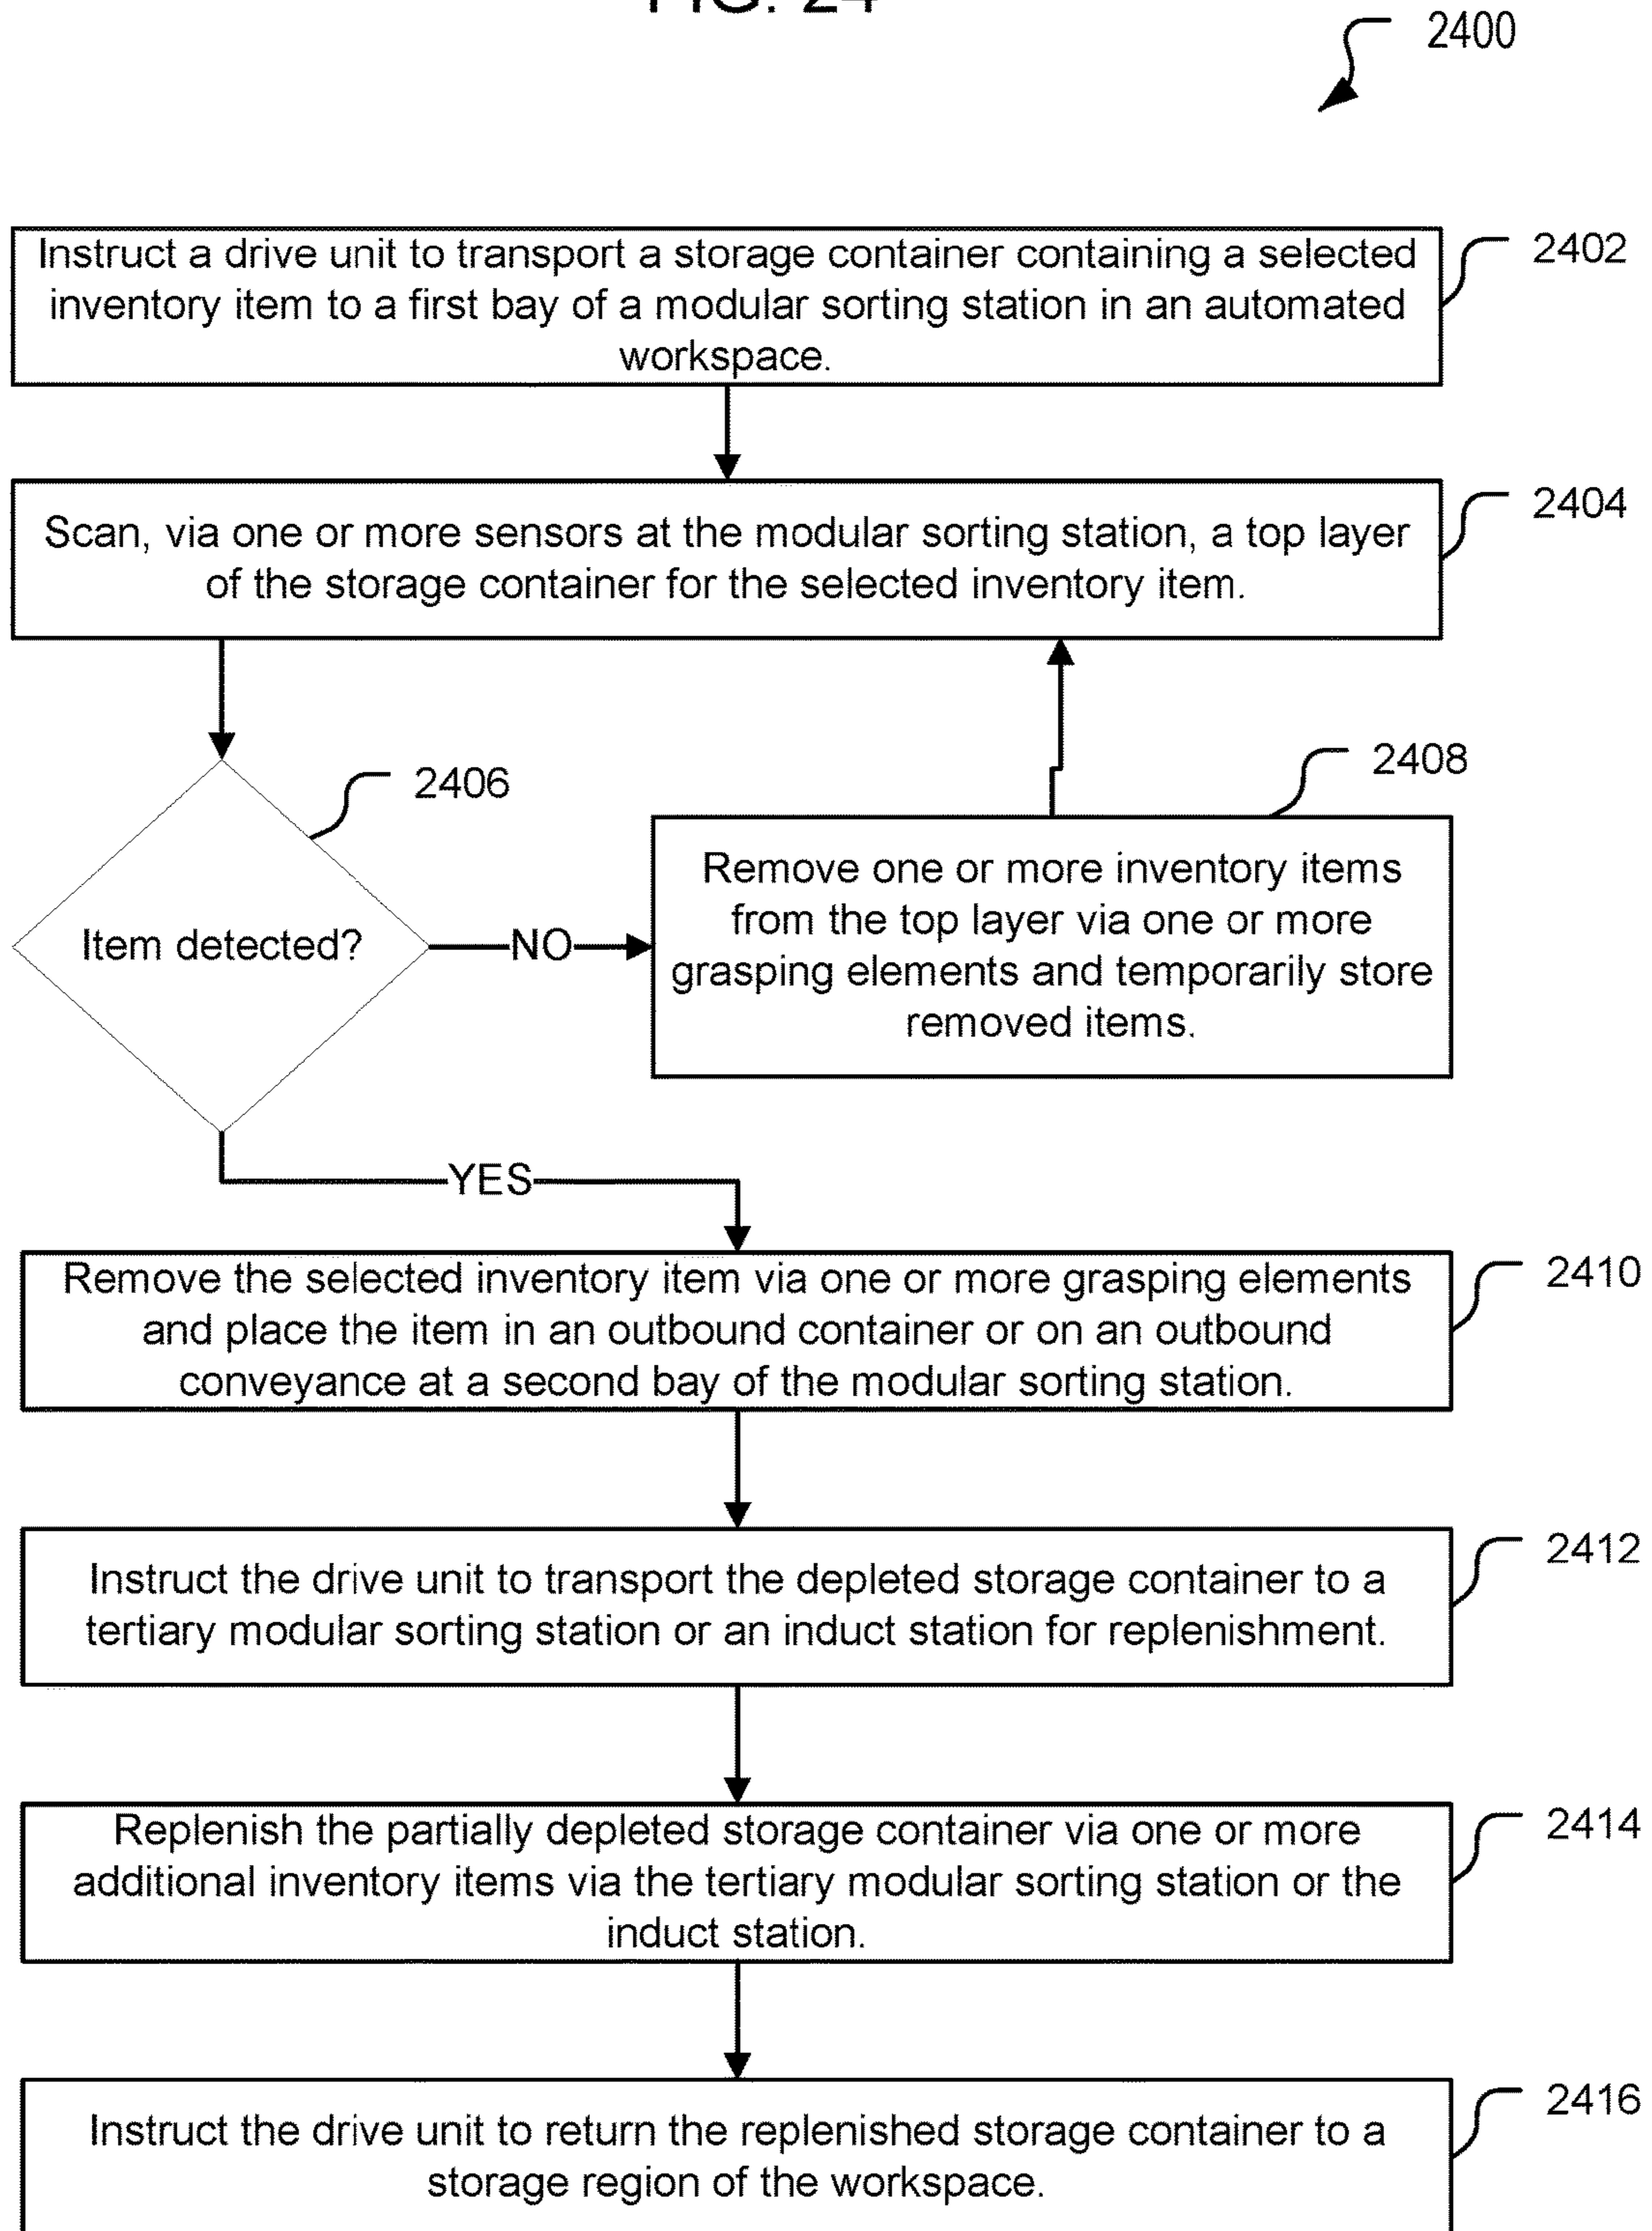 FIG. 24
2400
Instruct a drive unit to transport a storage container containing a selected
inventory item to a first bay of a modular sorting station in an automated
workspace.
2402
Scan, via one or more sensors at the modular sorting station, a top layer
of the storage container for the selected inventory item.
2404
2406
Item detected?
NO
2408
Remove one or more inventory items
from the top layer via one or more
grasping elements and temporarily store
removed items.
YES
Remove the selected inventory item via one or more grasping elements
and place the item in an outbound container or on an outbound
conveyance at a second bay of the modular sorting station.
2410
Instruct the drive unit to transport the depleted storage container to a
tertiary modular sorting station or an induct station for replenishment.
2412
Replenish the partially depleted storage container via one or more
additional inventory items via the tertiary modular sorting station or the
induct station.
2414
Instruct the drive unit to return the replenished storage container to a
storage region of the workspace.
2416